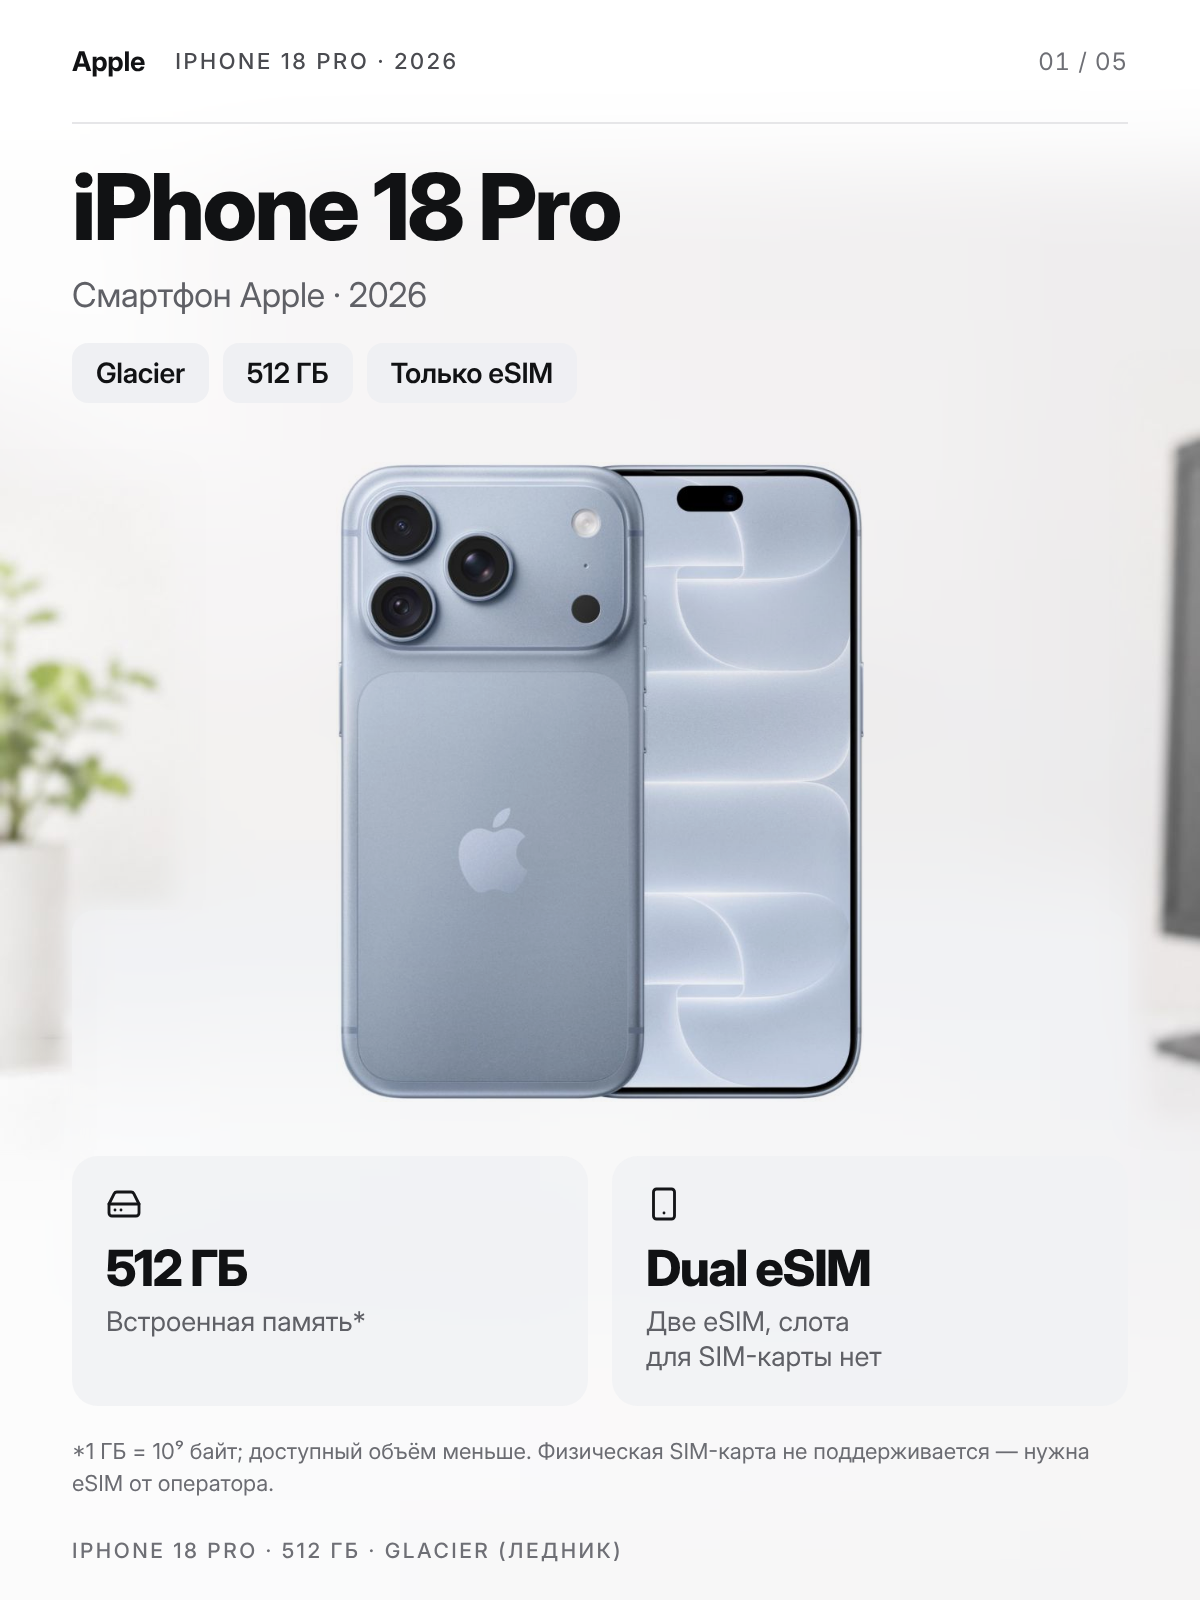 Apple IPHONE 18 PRO · 2026 01 / 05
iPhone 18 Pro
Смартфон Apple · 2026
Glacier 512 ГБ Только eSIM
512 ГБ
Встроенная память*
Dual eSIM
Две eSIM, слота
для SIM-карты нет
*1 ГБ = 10⁹ байт; доступный объём меньше. Физическая SIM-карта не поддерживается — нужна
eSIM от оператора.
IPHONE 18 PRO · 512 ГБ · GLACIER (ЛЕДНИК)